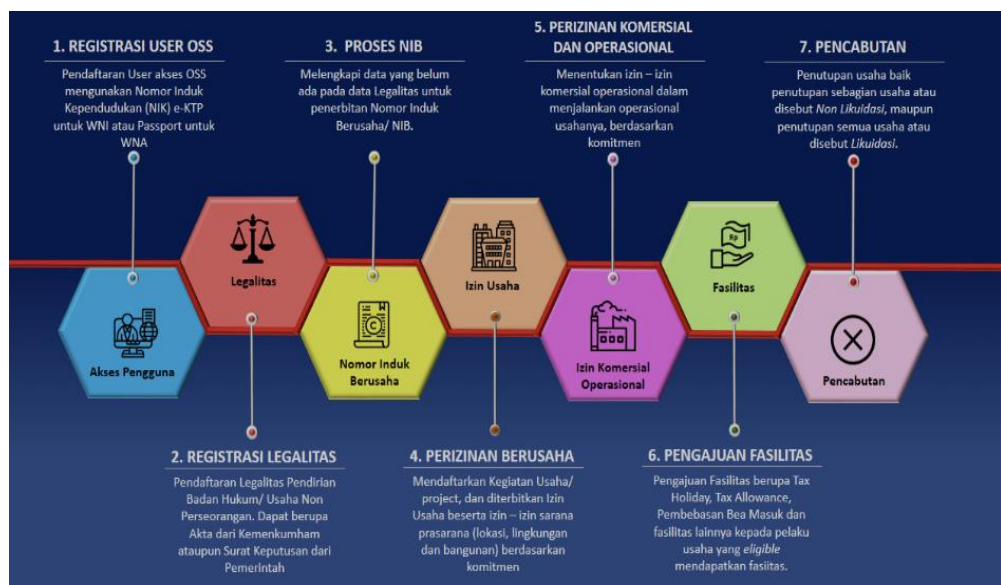 1. REGISTRASI USER OSS
Pendaftaran User akses OSS
mengunakan Nomor Induk
Kependudukan (NIK) e-KTP
untuk WNI atau Passport untuk
WNA
3. PROSES NIB
Melengkapi data yang belum
ada pada data Legalitas untuk
penerbitan Nomor Induk
Berusaha/ NIB.
5. PERIZINAN KOMERSIAL
DAN OPERASIONAL
Menentukan izin – izin
komersial operasional dalam
menjalankan operasional
usahanya, berdasarkan
komitmen
7. PENCABUTAN
Penutupan usaha baik
penutupan sebagian usaha atau
disebut Non Likuidasi, maupun
penutupan semua usaha atau
disebut Likuidasi.
Akses Pengguna
Legalitas
Nomor Induk
Berusaha
C
Izin Usaha
Izin Komersial
Operasional
Rp
Fasilitas
Pencabutan
2. REGISTRASI LEGALITAS
Pendaftaran Legalitas Pendirian
Badan Hukum/ Usaha Non
Perseorangan. Dapat berupa
Akta dari Kemenkumham
ataupun Surat Keputusan dari
Pemerintah
4. PERIZINAN BERUSAHA
Mendaftarkan Kegiatan Usaha/
project, dan diterbitkan Izin
Usaha beserta izin – izin sarana
prasarana (lokasi, lingkungan
dan bangunan) berdasarkan
komitmen
6. PENGAJUAN FASILITAS
Pengajuan Fasilitas berupa Tax
Holiday, Tax Allowance,
Pembebasan Bea Masuk dan
fasilitas lainnya kepada pelaku
usaha yang eligible
mendapatkan fasiitas.